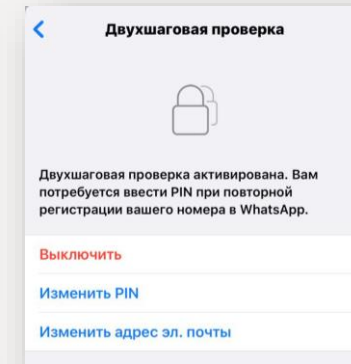 Двухшаговая проверка
Двухшаговая проверка активирована. Вам
потребуется ввести PIN при повторной
регистрации вашего номера в WhatsApp.
Выключить
Изменить PIN
Изменить адрес эл. почты